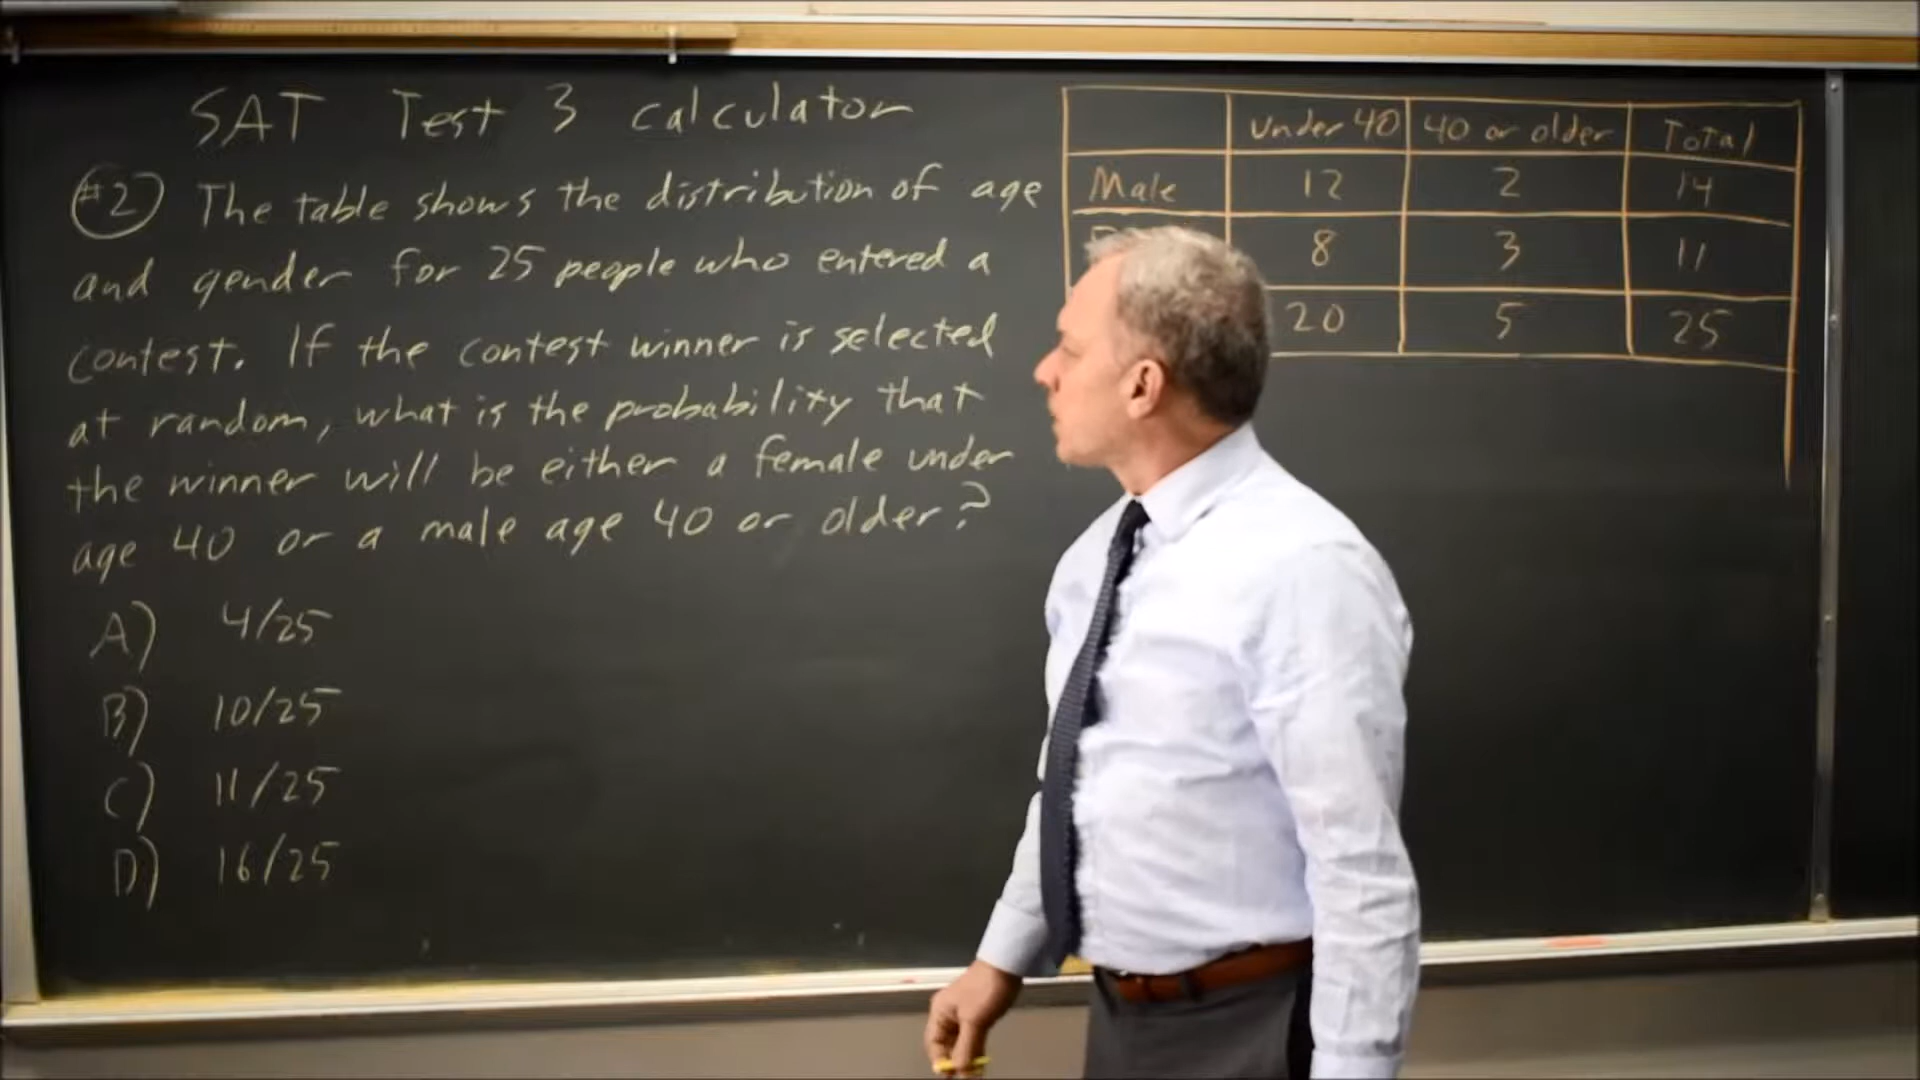 SAT Test 3 calculator
#2 The table shows the distribution of age
and gender for 25 people who entered a
contest. If the contest winner is selected
at random, what is the probability that
the winner will be either a female under
age 40 or a male age 40 or older?
A) 4/25
B) 10/25
C) 11/25
D) 16/25
Under 40 40 or older Total
Male 12 2 14
8 3 11
20 5 25